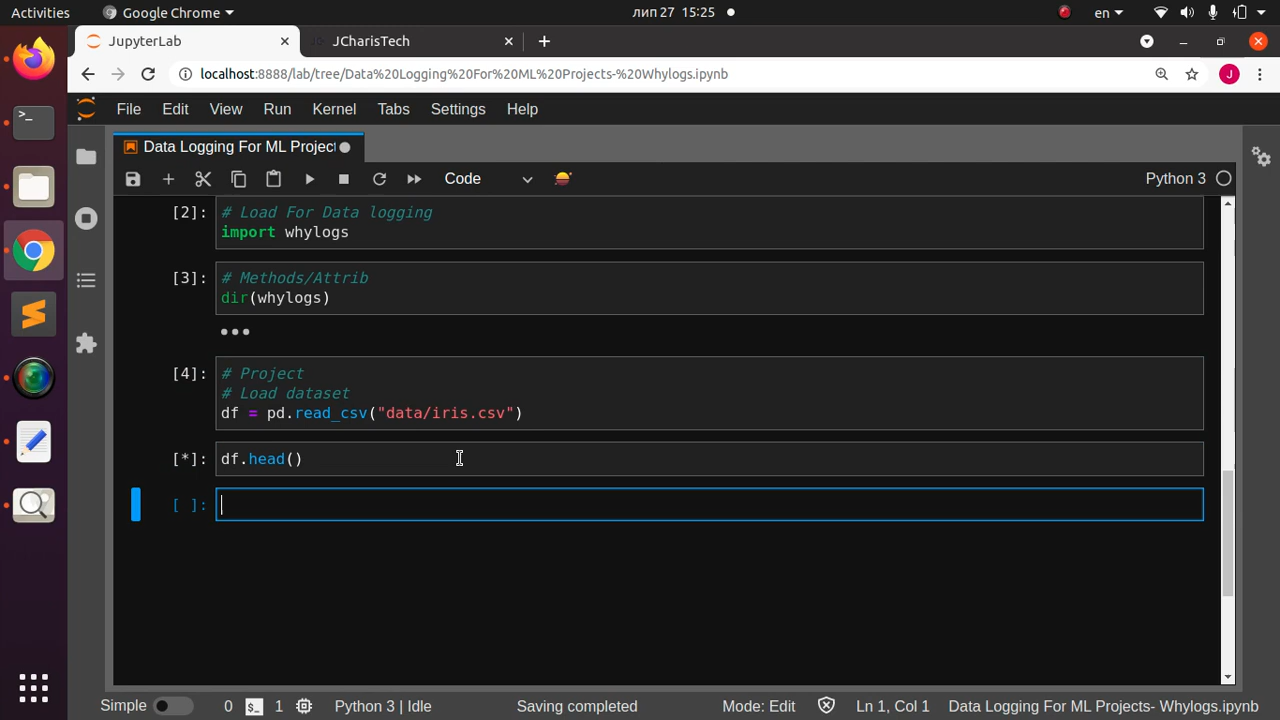 Activities Google Chrome лип 27 15:25 en
JupyterLab JCharisTech
localhost:8888/lab/tree/Data%20Logging%20For%20ML%20Projects-%20Whylogs.ipynb J
File Edit View Run Kernel Tabs Settings Help
Data Logging For ML Project
Code Python 3
[2]: # Load For Data logging
import whylogs
[3]: # Methods/Attrib
dir(whylogs)
[4]: # Project
# Load dataset
df = pd.read_csv("data/iris.csv")
[*]: df.head()
[ ]:
Simple 0 $_ 1 Python 3 | Idle Saving completed Mode: Edit Ln 1, Col 1 Data Logging For ML Projects- Whylogs.ipynb